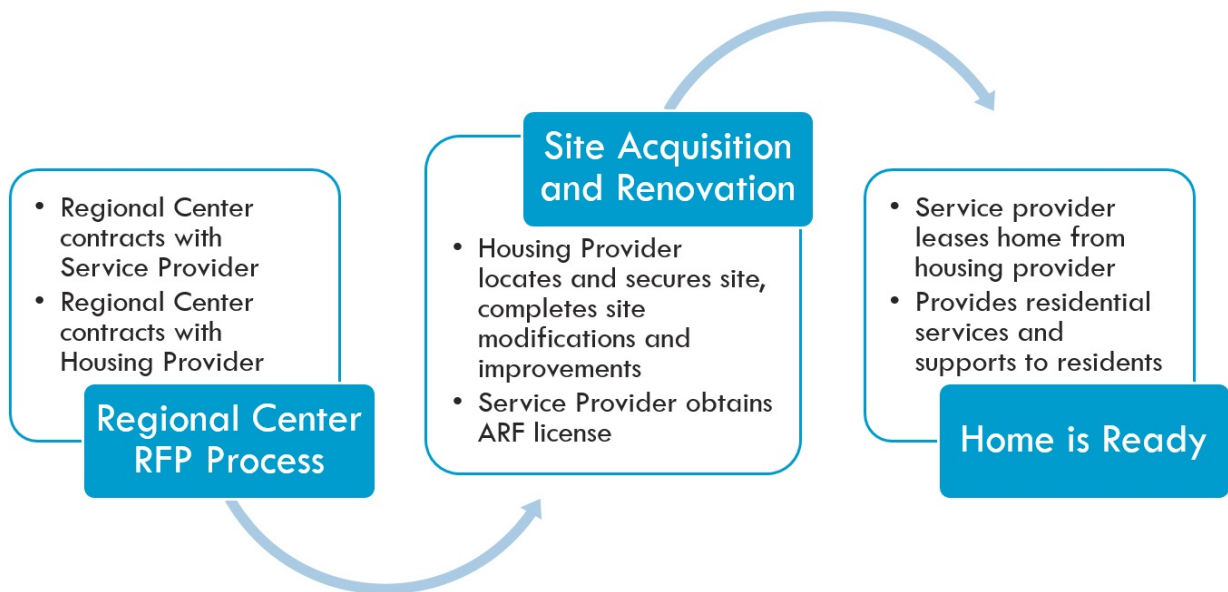 • Regional Center
contracts with
Service Provider
• Regional Center
contracts with
Housing Provider
Regional Center
RFP Process
Site Acquisition
and Renovation
• Housing Provider
locates and secures site,
completes site
modifications and
improvements
• Service Provider obtains
ARF license
• Service provider
leases home from
housing provider
• Provides residential
services and
supports to residents
Home is Ready